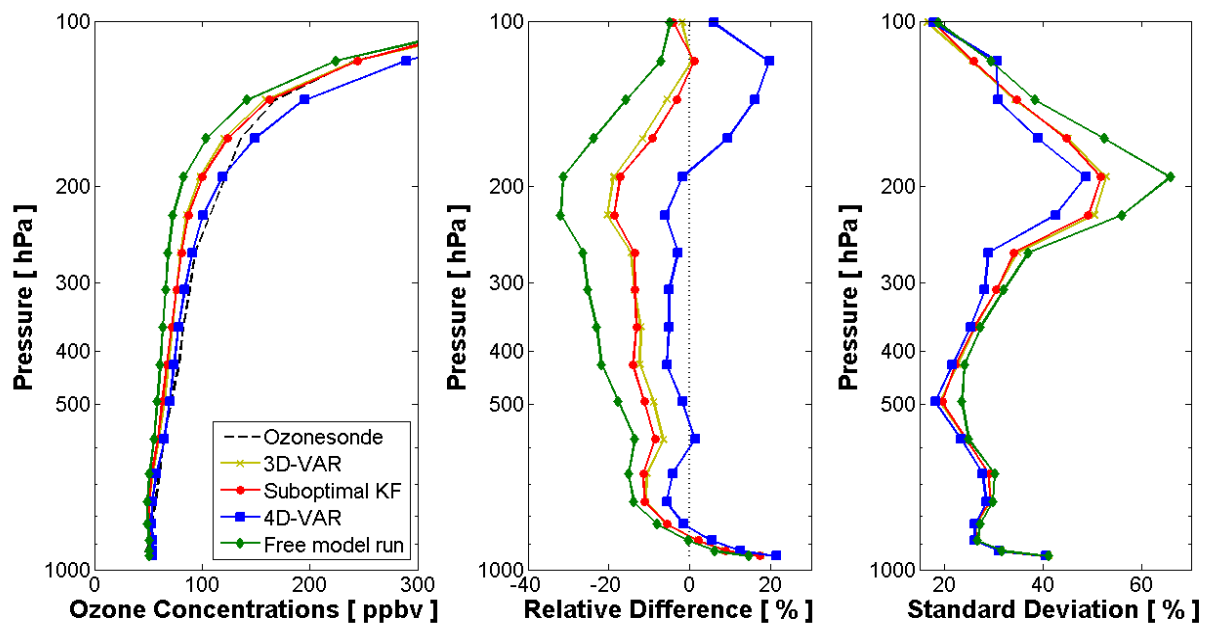 100
200
300
400
500
1000
Pressure [ hPa]
0
100
200
300
Ozone Concentrations [ ppbv ]
Ozonesonde
3D-VAR
Suboptimal KF
4D-VAR
Free model run
100
200
300
400
500
1000
Pressure [ hPa]
-40
-20
0
20
Relative Difference [ % ]
100
200
300
400
500
1000
Pressure [ hPa]
20
40
60
Standard Deviation [ % ]